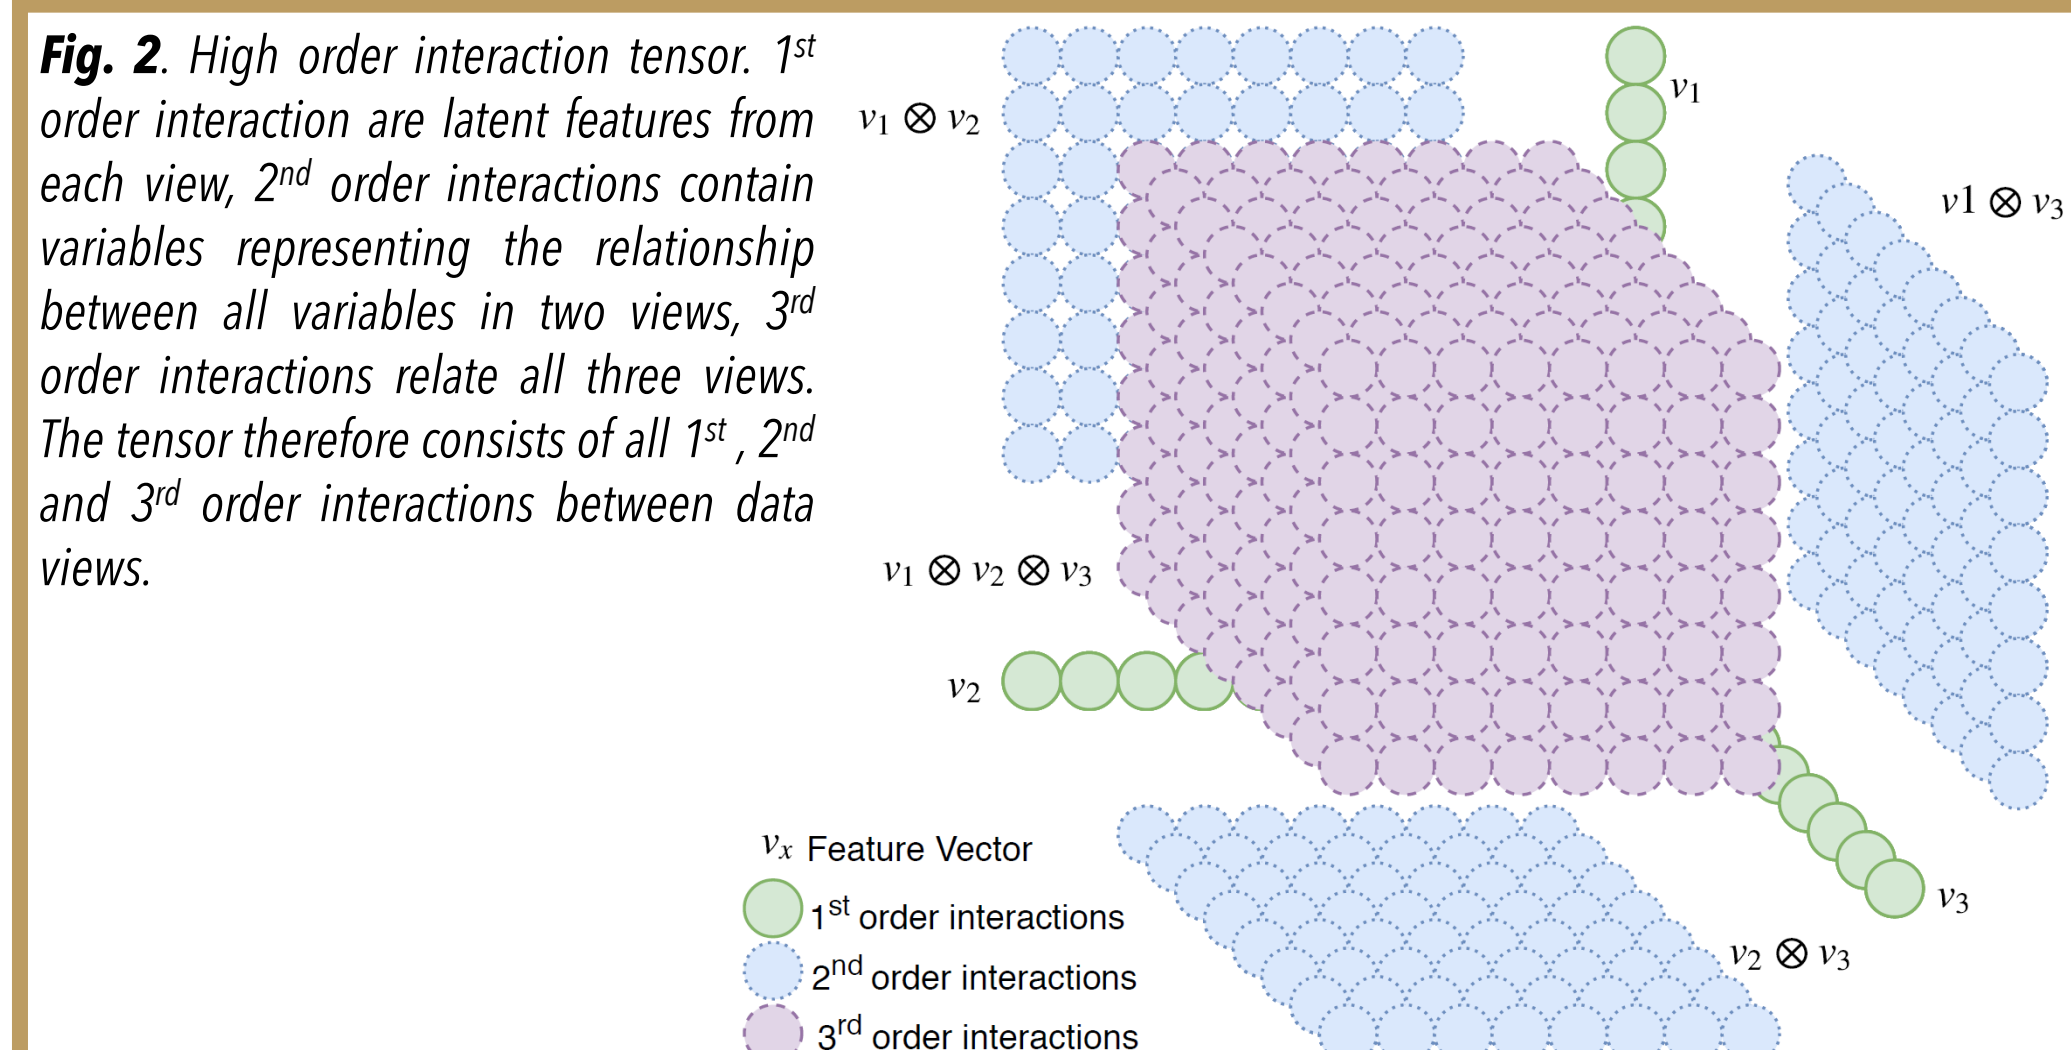 Fig. 2. High order interaction tensor. 1st
order interaction are latent features from
each view, 2nd order interactions contain
variables representing the relationship
between all variables in two views, 3rd
order interactions relate all three views.
The tensor therefore consists of all 1st , 2nd
and 3rd order interactions between data
views.
v1 ⊗ v2
v1
v1 ⊗ v3
v1 ⊗ v2 ⊗ v3
v2
v3
v2 ⊗ v3
vx Feature Vector
1st order interactions
2nd order interactions
3rd order interactions